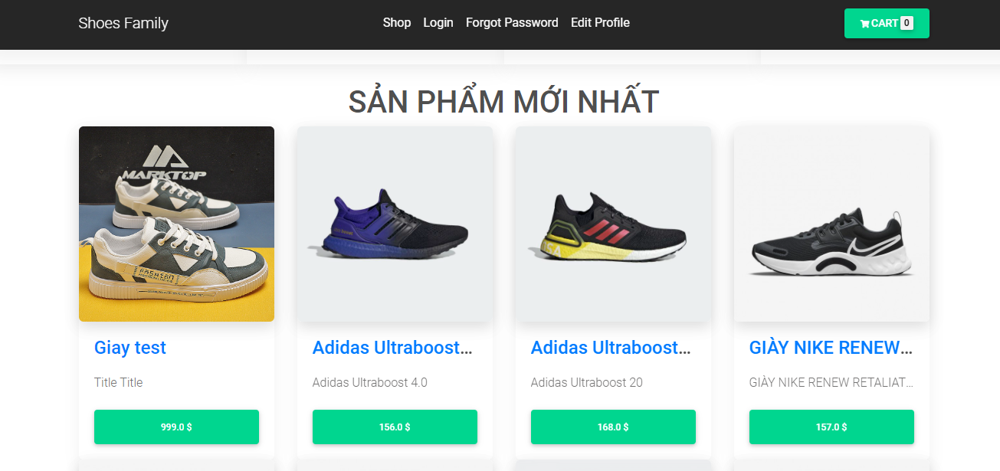 Shoes Family
Shop Login Forgot Password Edit Profile
CART 0
SẢN PHẨM MỚI NHẤT
MARKTOP
FASHION
Giay test
Adidas Ultraboost...
Adidas Ultraboost...
GIÀY NIKE RENEW...
Title Title
Adidas Ultraboost 4.0
Adidas Ultraboost 20
GIÀY NIKE RENEW RETALIAT...
999.0 $
156.0 $
168.0 $
157.0 $